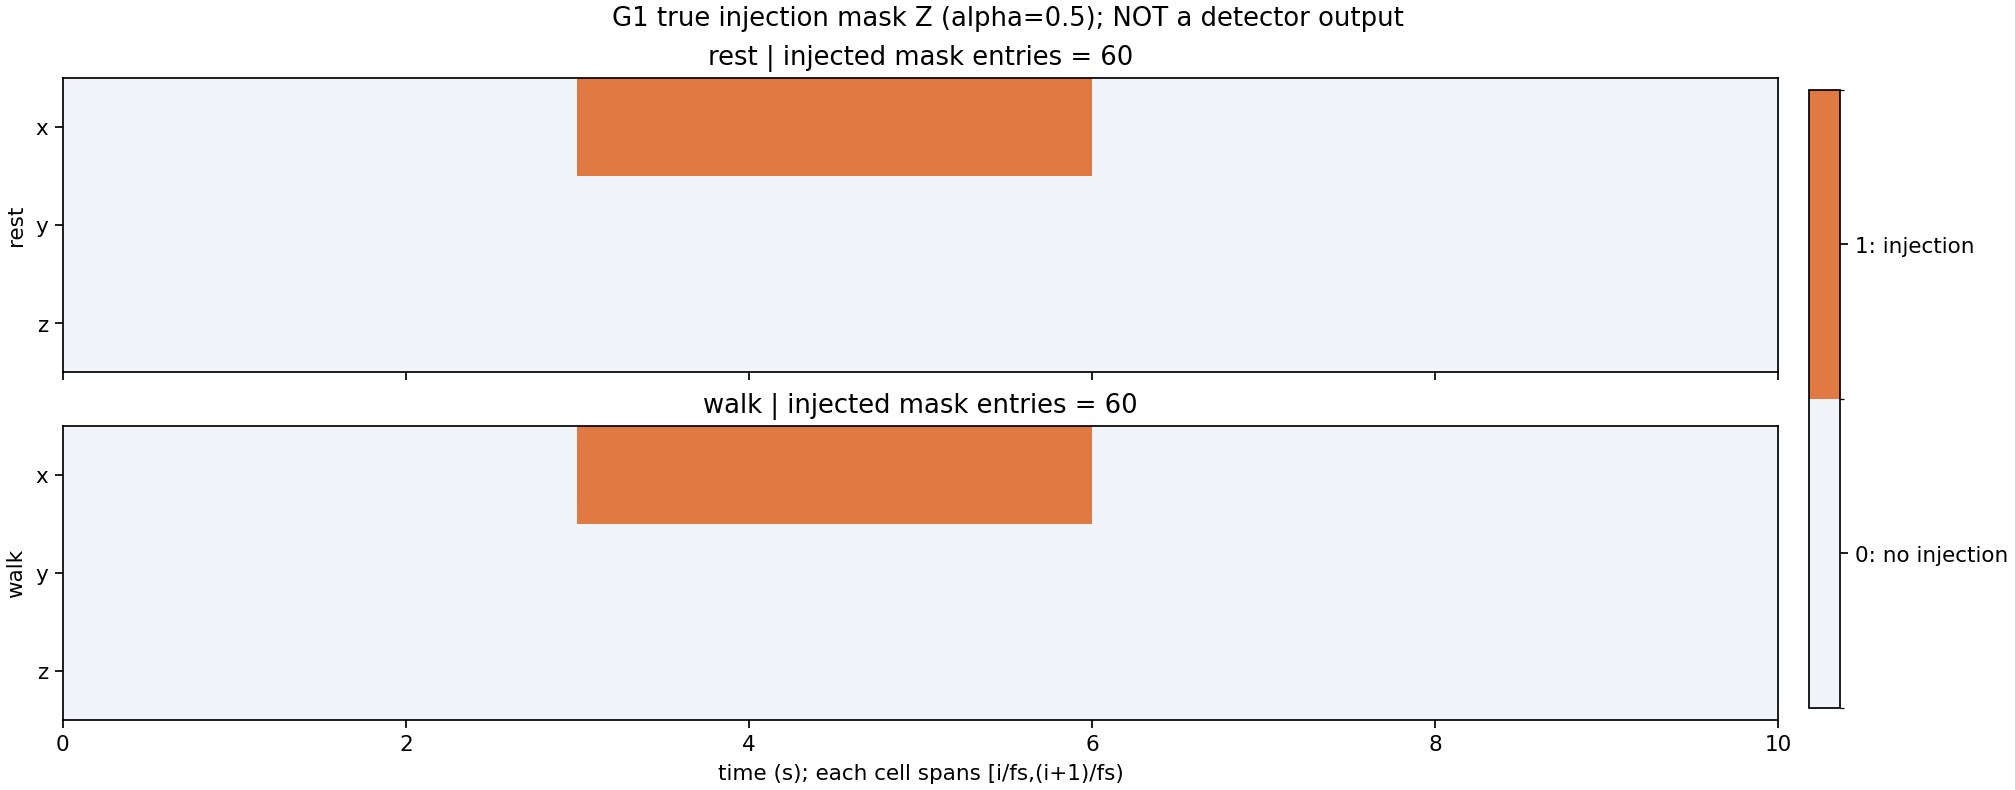 G1 true injection mask Z (alpha=0.5); NOT a detector output
rest | injected mask entries = 60
x
y
z
rest
walk | injected mask entries = 60
x
y
z
walk
0 2 4 6 8 10
time (s); each cell spans [i/fs,(i+1)/fs)
1: injection
0: no injection